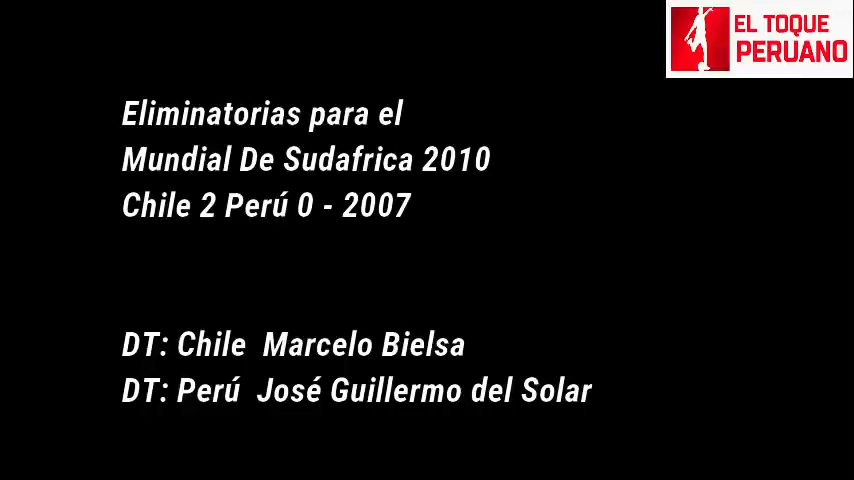 EL TOQUE
PERUANO
Eliminatorias para el
Mundial De Sudafrica 2010
Chile 2 Perú 0 - 2007
DT: Chile Marcelo Bielsa
DT: Perú José Guillermo del Solar